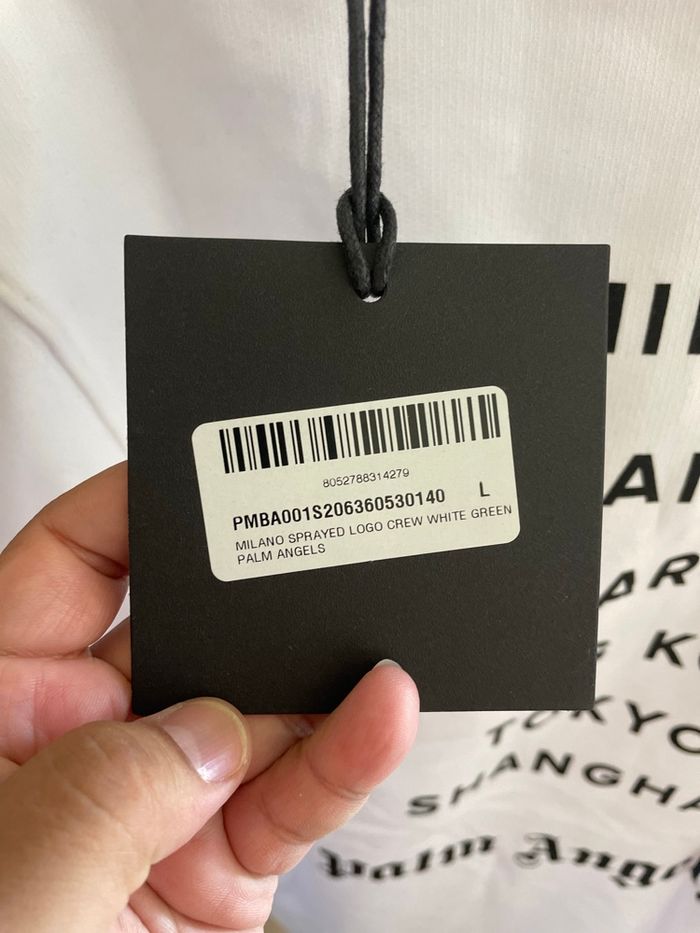 8052788314279
PMBA001S206360530140 L
MILANO SPRAYED LOGO CREW WHITE GREEN
PALM ANGELS
TOKYO
SHANGHA
Palm Angels